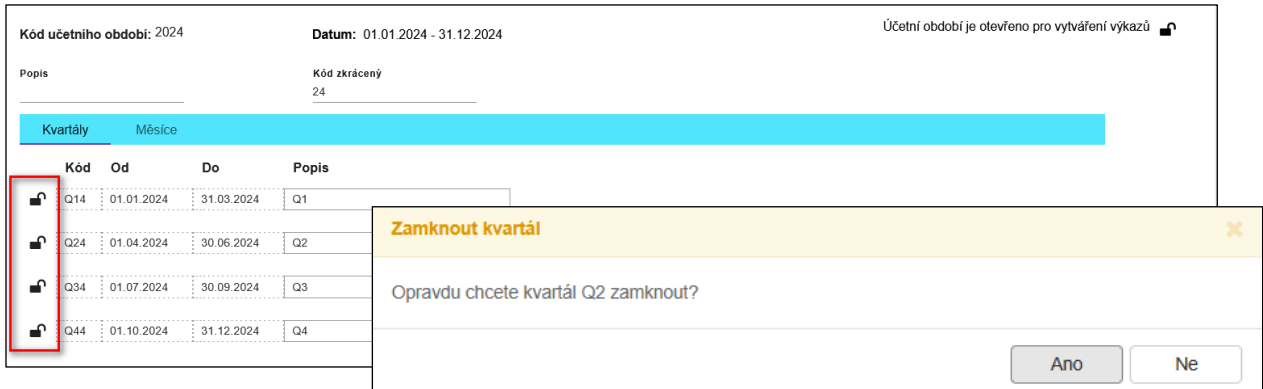 Kód učetního období: 2024 Datum: 01.01.2024 - 31.12.2024 Účetní období je otevřeno pro vytváření výkazů
Popis Kód zkrácený
24
Kvartály Měsíce
Kód Od Do Popis
Q14 01.01.2024 31.03.2024 Q1
Q24 01.04.2024 30.06.2024 Q2
Q34 01.07.2024 30.09.2024 Q3
Q44 01.10.2024 31.12.2024 Q4
Zamknout kvartál
Opravdu chcete kvartál Q2 zamknout?
Ano Ne